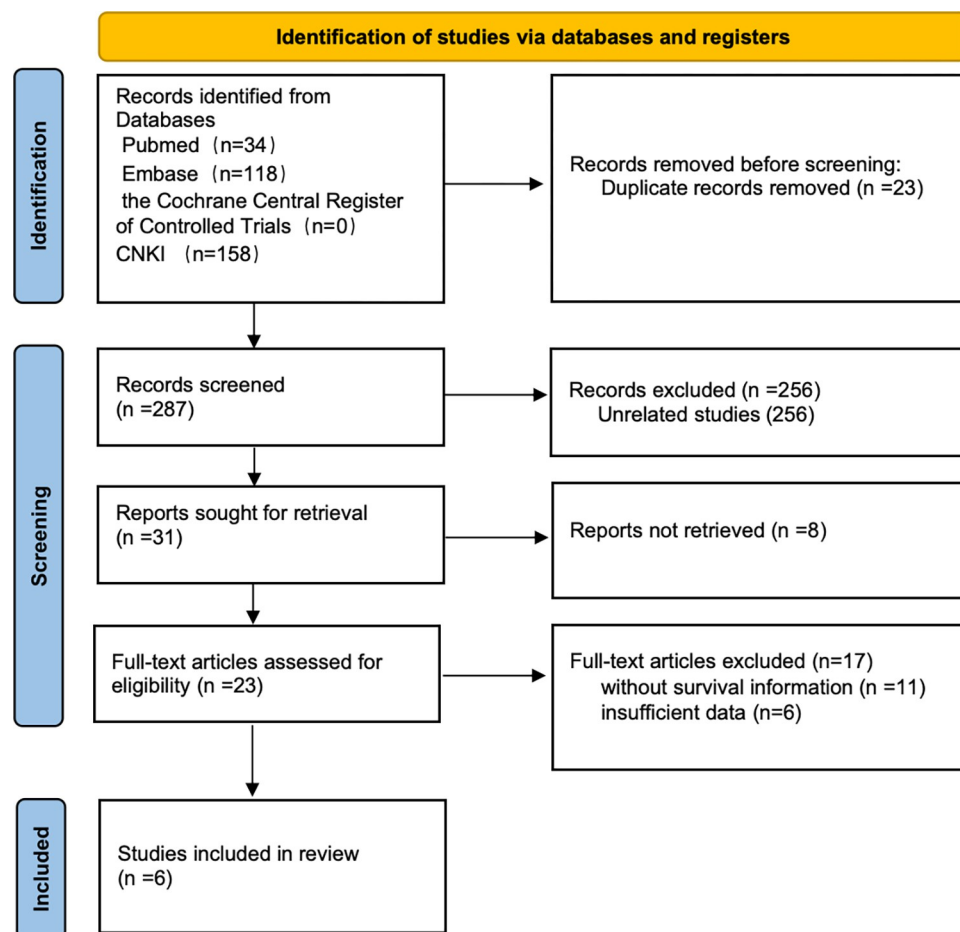 Identification of studies via databases and registers
Identification
Records identified from
Databases
Pubmed (n=34)
Embase (n=118)
the Cochrane Central Register
of Controlled Trials (n=0)
CNKI (n=158)
Records removed before screening:
Duplicate records removed (n =23)
Screening
Records screened
(n =287)
Records excluded (n =256)
Unrelated studies (256)
Reports sought for retrieval
(n =31)
Reports not retrieved (n =8)
Full-text articles assessed for
eligibility (n =23)
Full-text articles excluded (n=17)
without survival information (n =11)
insufficient data (n=6)
Included
Studies included in review
(n =6)